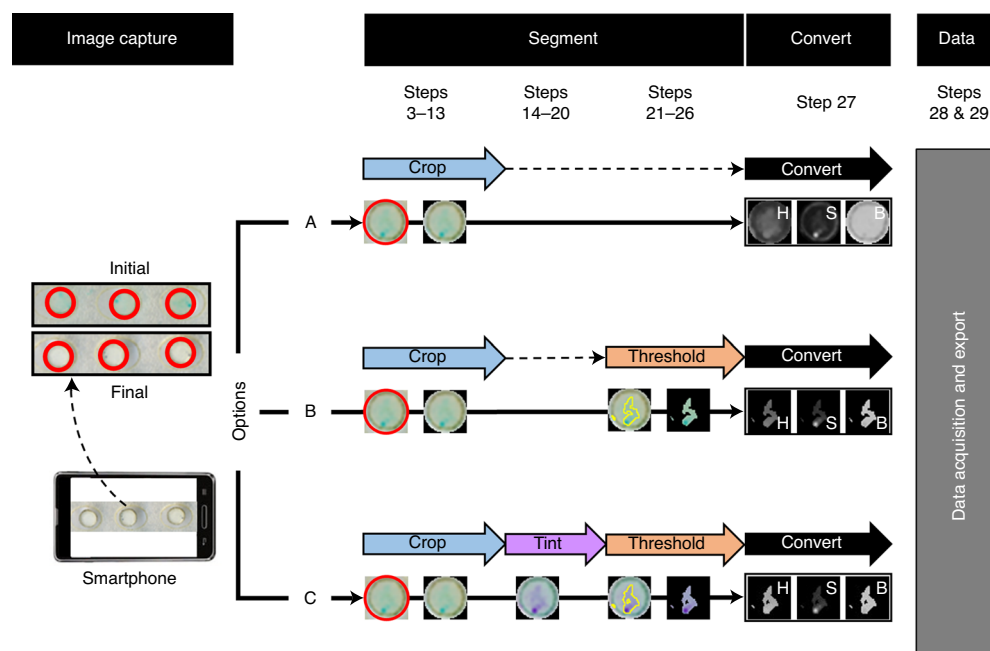 Image capture
Segment
Convert
Data
Steps
3–13
Steps
14–20
Steps
21–26
Step 27
Steps
28 & 29
Crop
Convert
A
H
S
B
Initial
Final
Smartphone
Options
Crop
Threshold
Convert
B
H
S
B
Crop
Tint
Threshold
Convert
C
H
S
B
Data acquisition and export